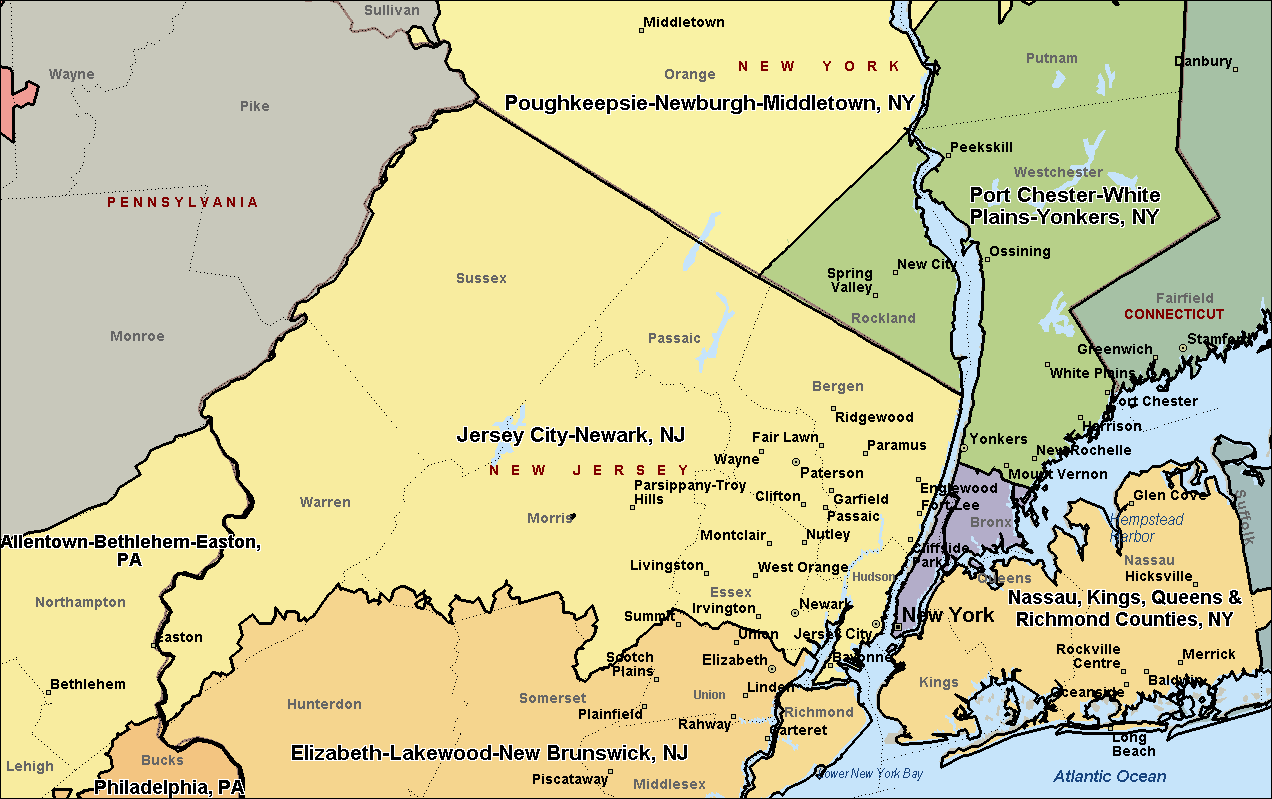 Sullivan
Middletown
Wayne
Orange
NEW YORK
Putnam
Danbury
Pike
Poughkeepsie-Newburgh-Middletown, NY
Peekskill
Westchester
PENNSYLVANIA
Port Chester-White
Plains-Yonkers, NY
New City
Ossining
Spring
Valley
Sussex
Rockland
Fairfield
CONNECTICUT
Monroe
Passaic
Stamford
Greenwich
White Plains
Bergen
Port Chester
Ridgewood
Harrison
Jersey City-Newark, NJ
Fair Lawn
Paramus
Yonkers
New Rochelle
Wayne
NEW JERSEY
Paterson
Mount Vernon
Parsippany-Troy
Hills
Englewood
Clifton
Garfield
Glen Cove
Warren
Fort Lee
Passaic
Morris
Bronx
Hempstead
Harbor
Suffolk
Montclair
Nutley
Allentown-Bethlehem-Easton,
PA
Cliffside
Park
Nassau
Livingston
West Orange
Hudson
Queens
Hicksville
Essex
Northampton
Irvington
Newark
Nassau, Kings, Queens &
Richmond Counties, NY
Summit
New York
Easton
Union
Jersey City
Rockville
Centre
Merrick
Scotch
Plains
Elizabeth
Bayonne
Bethlehem
Kings
Baldwin
Linden
Oceanside
Hunterdon
Somerset
Union
Plainfield
Richmond
Rahway
Carteret
Long
Beach
Elizabeth-Lakewood-New Brunswick, NJ
Bucks
Lehigh
Piscataway
Lower New York Bay
Atlantic Ocean
Philadelphia, PA
Middlesex